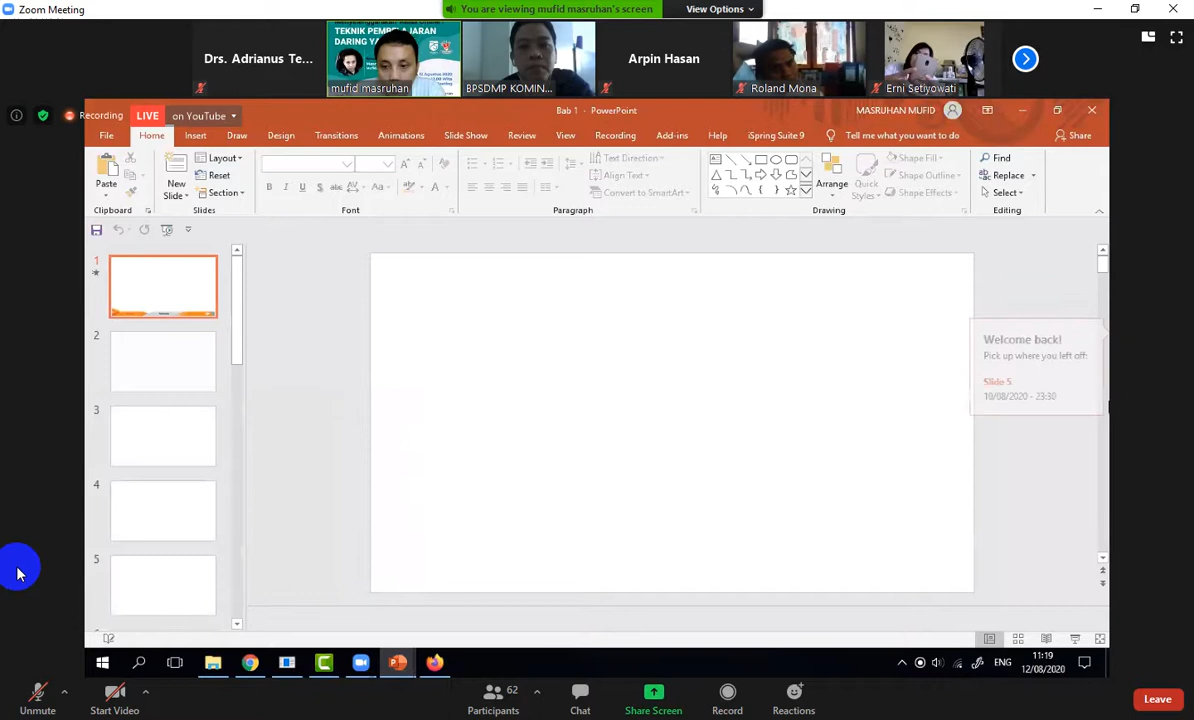 Zoom Meeting
You are viewing mufid masruhan's screen
View Options
TEKNIK PEMBELAJARAN
DARING YA
Drs. Adrianus Te...
mufid masruhan
BPSDMP KOMIN...
Arpin Hasan
Roland Mona
Erni Setiyowati
Recording
LIVE
on YouTube
Bab 1 - PowerPoint
MASRUHAN MUFID
File
Home
Insert
Draw
Design
Transitions
Animations
Slide Show
Review
View
Recording
Add-ins
Help
iSpring Suite 9
Tell me what you want to do
Share
Paste
New
Slide
Layout
Reset
Section
Text Direction
Align Text
Convert to SmartArt
Arrange
Quick
Styles
Shape Fill
Shape Outline
Shape Effects
Find
Replace
Select
Clipboard
Slides
Font
Paragraph
Drawing
Editing
1
2
3
4
5
Welcome back!
Pick up where you left off:
Slide 5
10/08/2020 - 23:30
ENG
11:19
12/08/2020
Unmute
Start Video
62
Participants
Chat
Share Screen
Record
Reactions
Leave